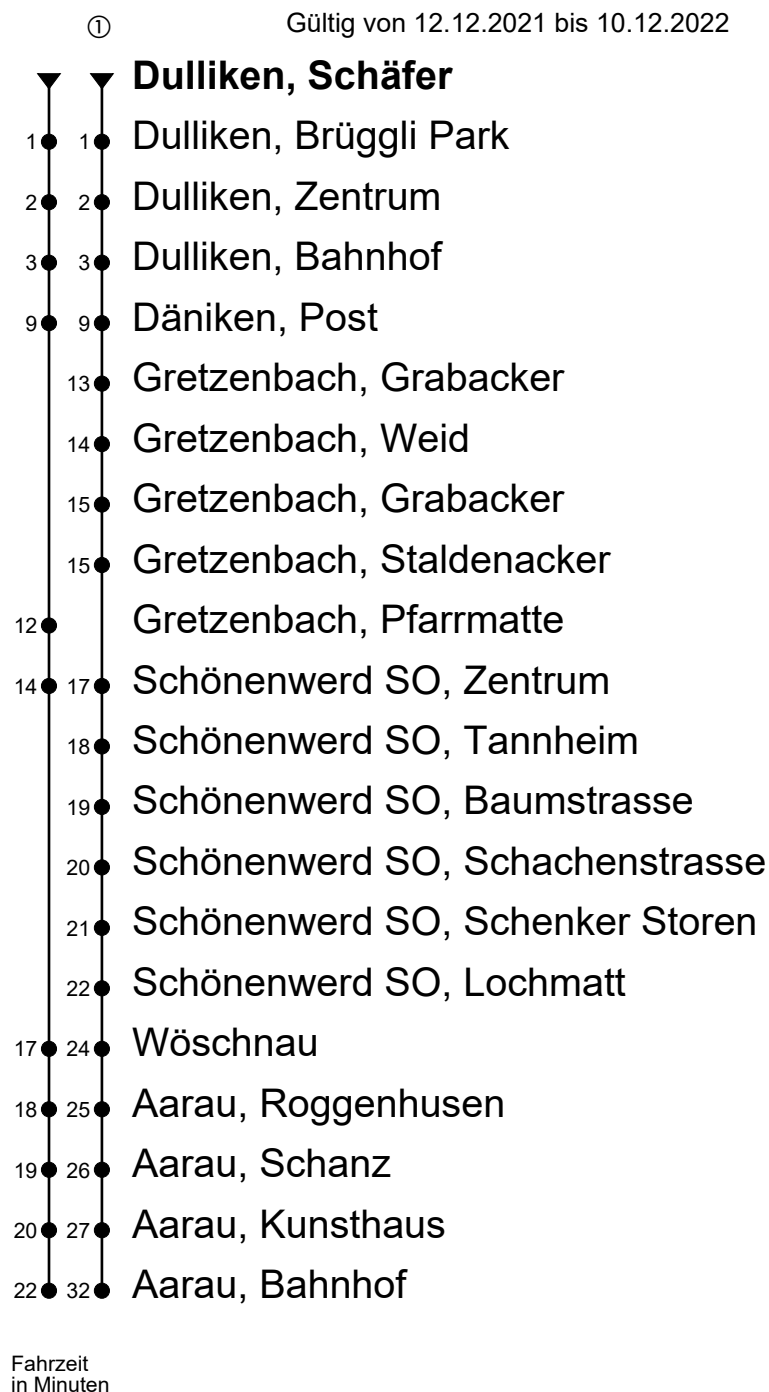 ① Gültig von 12.12.2021 bis 10.12.2022
Dulliken, Schäfer
1 1 Dulliken, Brüggli Park
2 2 Dulliken, Zentrum
3 3 Dulliken, Bahnhof
9 9 Däniken, Post
13 Gretzenbach, Grabacker
14 Gretzenbach, Weid
15 Gretzenbach, Grabacker
15 Gretzenbach, Staldenacker
12 Gretzenbach, Pfarrmatte
14 17 Schönenwerd SO, Zentrum
18 Schönenwerd SO, Tannheim
19 Schönenwerd SO, Baumstrasse
20 Schönenwerd SO, Schachenstrasse
21 Schönenwerd SO, Schenker Storen
22 Schönenwerd SO, Lochmatt
17 24 Wöschnau
18 25 Aarau, Roggenhusen
19 26 Aarau, Schanz
20 27 Aarau, Kunsthaus
22 32 Aarau, Bahnhof
Fahrzeit
in Minuten